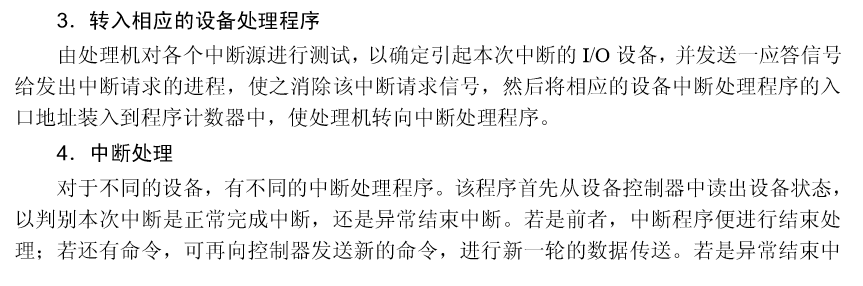 3．转入相应的设备处理程序
由处理机对各个中断源进行测试，以确定引起本次中断的 I/O 设备，并发送一应答信号
给发出中断请求的进程，使之消除该中断请求信号，然后将相应的设备中断处理程序的入
口地址装入到程序计数器中，使处理机转向中断处理程序。
4．中断处理
对于不同的设备，有不同的中断处理程序。该程序首先从设备控制器中读出设备状态，
以判别本次中断是正常完成中断，还是异常结束中断。若是前者，中断程序便进行结束处
理；若还有命令，可再向控制器发送新的命令，进行新一轮的数据传送。若是异常结束中